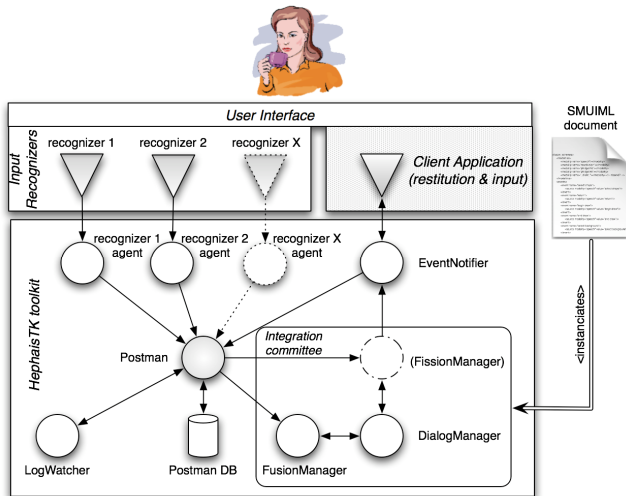 User Interface
SMUIML
document
Input
Recognizers
recognizer 1
recognizer 2
recognizer X
Client Application
(restitution & input)
HephaisTK toolkit
recognizer 1
agent
recognizer 2
agent
recognizer X
agent
EventNotifier
<instanciates>
Integration
committee
Postman
(FissionManager)
DialogManager
LogWatcher
Postman DB
FusionManager